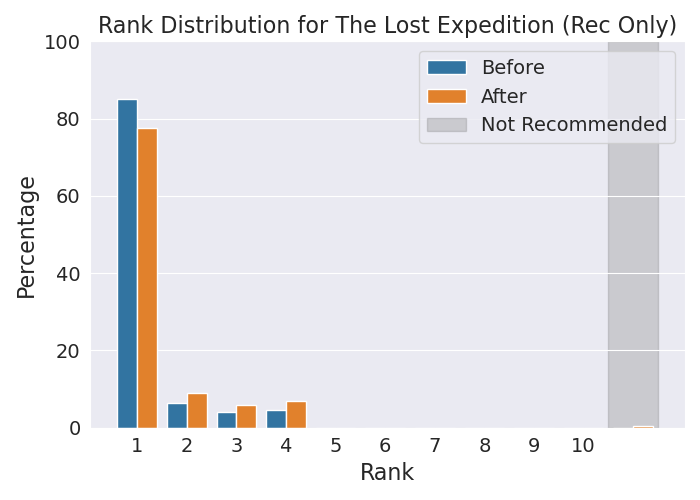 Rank Distribution for The Lost Expedition (Rec Only)
100
80
60
40
20
0
Percentage
Before
After
Not Recommended
1 2 3 4 5 6 7 8 9 10
Rank